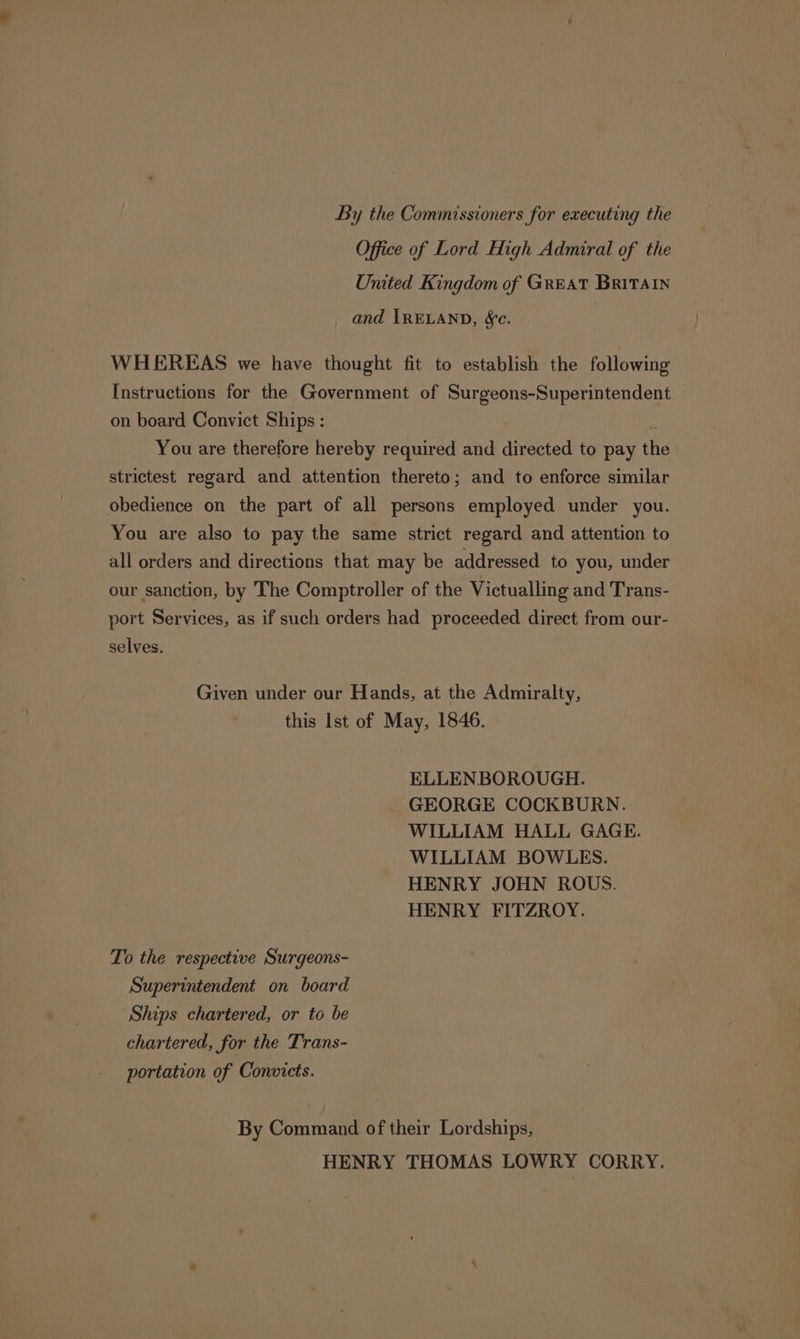 By the Commissioners for executing the
Office of Lord High Admiral of the
United Kingdom of GREAT BRITAIN
and IRELAND, &c.
WHEREAS we have thought fit to establish the following
Instructions for the Government of Surgeons-Superintendent
on board Convict Ships :
You are therefore hereby required and directed to pay the
strictest regard and attention thereto; and to enforce similar
obedience on the part of all persons employed under you.
You are also to pay the same strict regard and attention to
all orders and directions that may be addressed to you, under
our sanction, by The Comptroller of the Victualling and Trans-
port Services, as if such orders had proceeded direct from our-
selves.
Given under our Hands, at the Admiralty,
this 1st of May, 1846.
ELLENBOROUGH.
GEORGE COCKBURN.
WILLIAM HALL GAGE.
WILLIAM BOWLES.
HENRY JOHN ROUS.
HENRY FITZROY.
To the respective Surgeons-
Superintendent on board
Ships chartered, or to be
chartered, for the Trans-
portation of Convicts.
By Command of their Lordships,
HENRY THOMAS LOWRY CORRY.